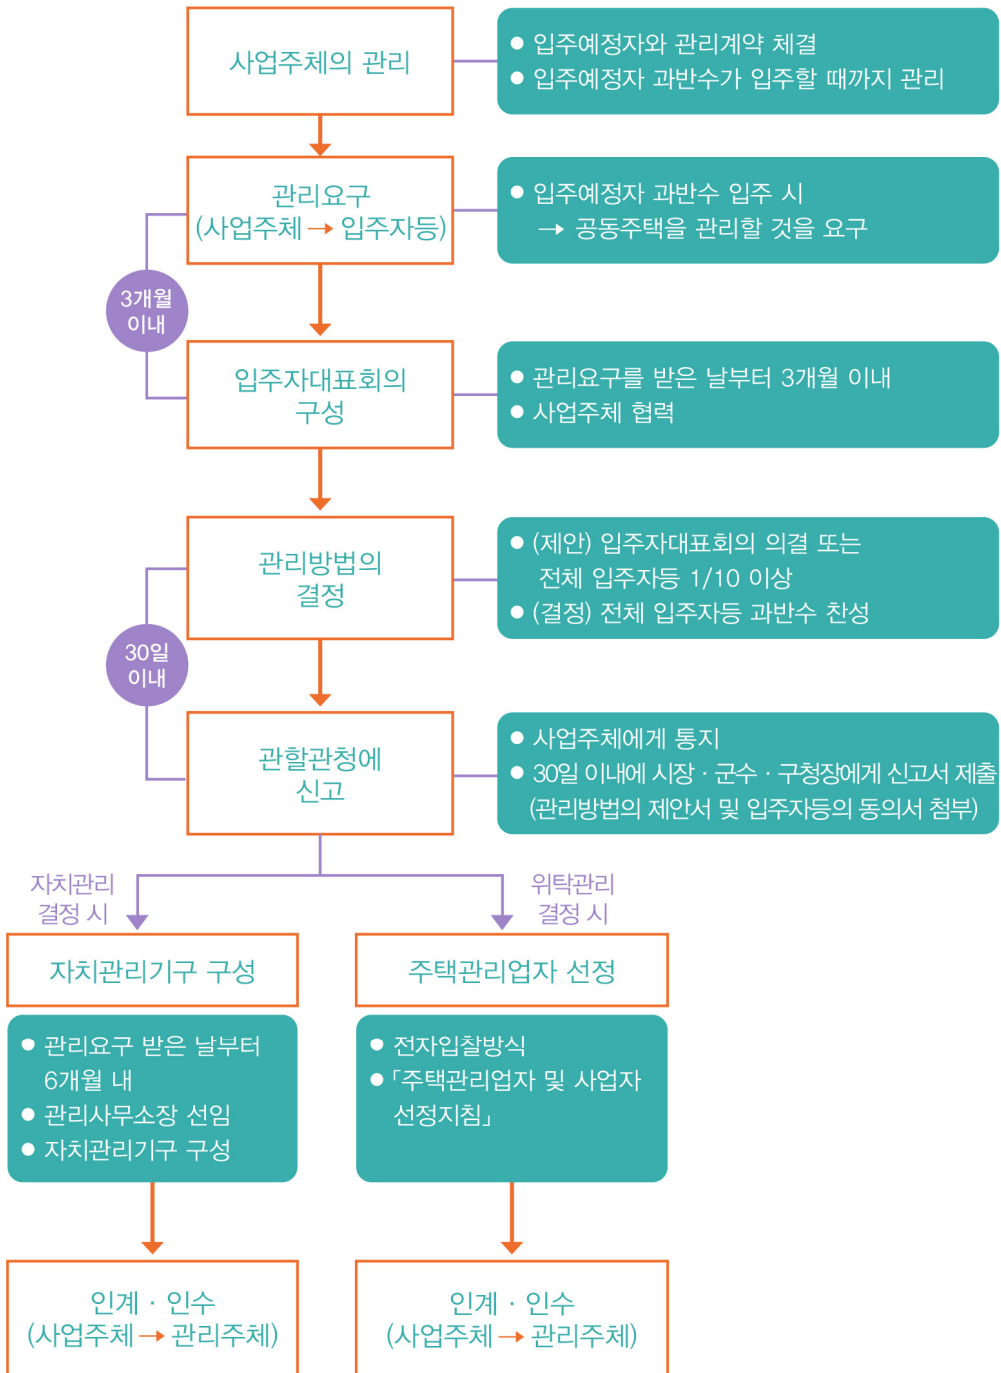 사업주체의 관리
● 입주예정자와 관리계약 체결
● 입주예정자 과반수가 입주할 때까지 관리
관리요구
(사업주체 → 입주자등)
● 입주예정자 과반수 입주 시
→ 공동주택을 관리할 것을 요구
3개월
이내
입주자대표회의
구성
● 관리요구를 받은 날부터 3개월 이내
● 사업주체 협력
관리방법의
결정
● (제안) 입주자대표회의 의결 또는
전체 입주자등 1/10 이상
● (결정) 전체 입주자등 과반수 찬성
30일
이내
관할관청에
신고
● 사업주체에게 통지
● 30일 이내에 시장 · 군수 · 구청장에게 신고서 제출
(관리방법의 제안서 및 입주자등의 동의서 첨부)
자치관리
결정 시
위탁관리
결정 시
자치관리기구 구성
주택관리업자 선정
● 관리요구 받은 날부터
6개월 내
● 관리사무소장 선임
● 자치관리기구 구성
● 전자입찰방식
● 「주택관리업자 및 사업자
선정지침」
인계 · 인수
(사업주체 → 관리주체)
인계 · 인수
(사업주체 → 관리주체)